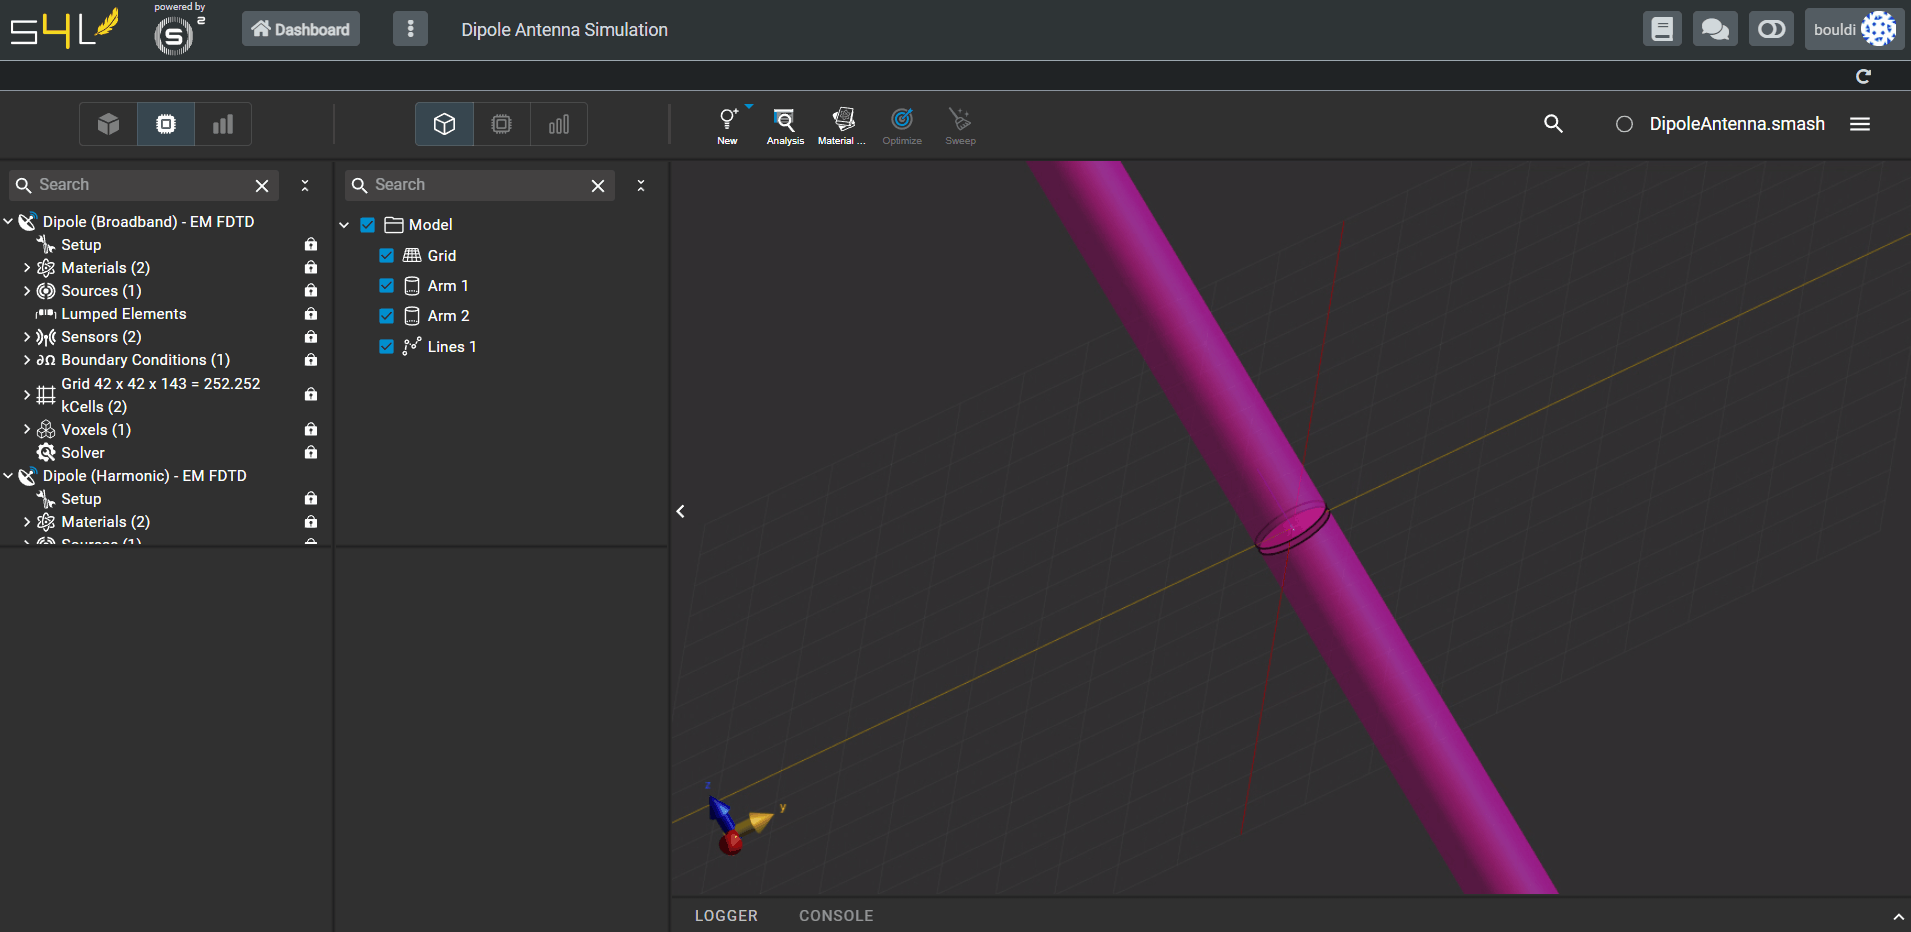 S4L
powered by
S 2
Dashboard
Dipole Antenna Simulation
bouldi
New
Analysis
Material ...
Optimize
Sweep
DipoleAntenna.smash
Search
Dipole (Broadband) - EM FDTD
Setup
Materials (2)
Sources (1)
Lumped Elements
Sensors (2)
Boundary Conditions (1)
Grid 42 x 42 x 143 = 252.252
kCells (2)
Voxels (1)
Solver
Dipole (Harmonic) - EM FDTD
Setup
Materials (2)
Sources (1)
Search
Model
Grid
Arm 1
Arm 2
Lines 1
z
y
LOGGER
CONSOLE